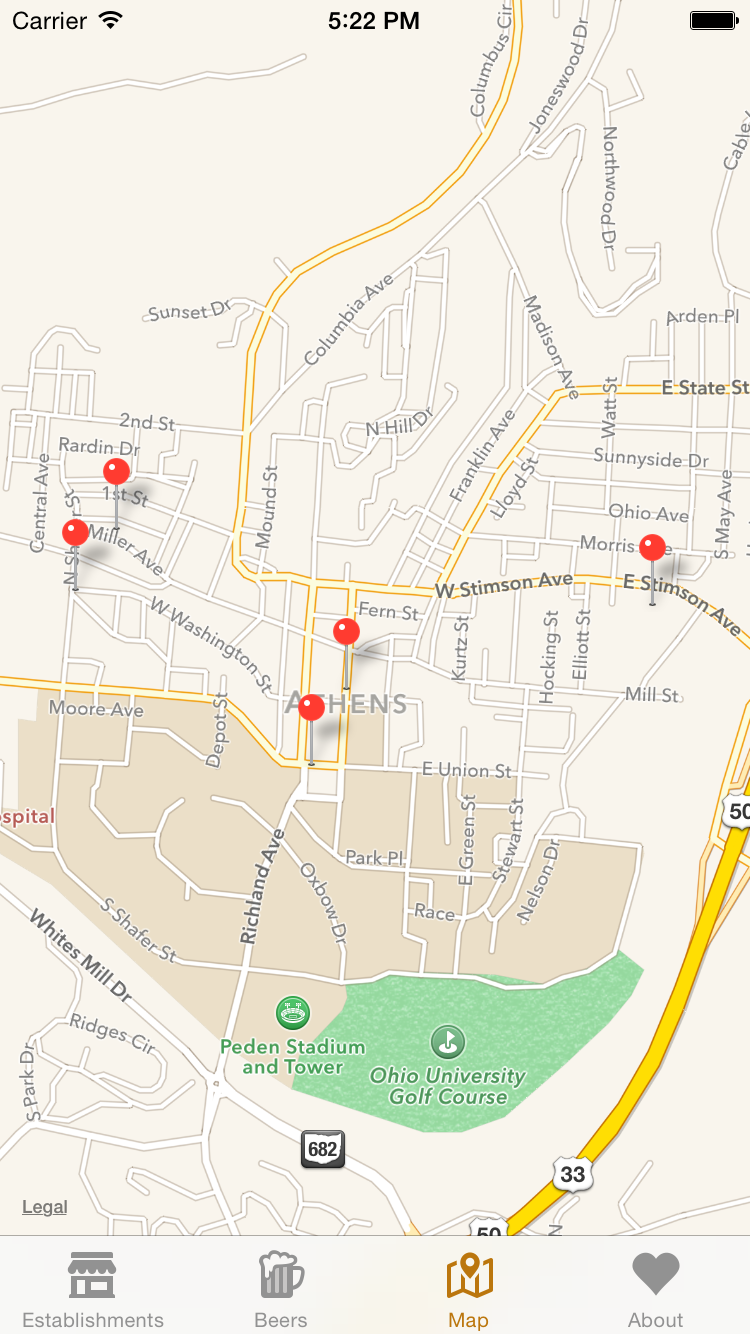 Carrier
5:22 PM
Columbus Cir
Joneswood Dr
Northwood Dr
Sunset Dr
Columbia Ave
Madison Ave
Arden Pl
E State St
Watt St
2nd St
N Hill Dr
Franklin Ave
Rardin Dr
Sunnyside Dr
Central Ave
1st St
Mound St
Lloyd St
Ohio Ave
S May Ave
Miller Ave
W Stimson Ave
E Stimson Ave
Fern St
W Washington St
Kurtz St
Hocking St
Elliott St
Mill St
ATHENS
Moore Ave
Depot St
E Union St
50
spital
Park Pl
E Green St
Stewart St
Richland Ave
Oxbow Dr
Nelson Dr
Race
S Shafer St
Whites Mill Dr
Ridges Cir
Peden Stadium
and Tower
Ohio University
Golf Course
S Park Dr
682
33
50
Legal
Establishments
Beers
Map
About